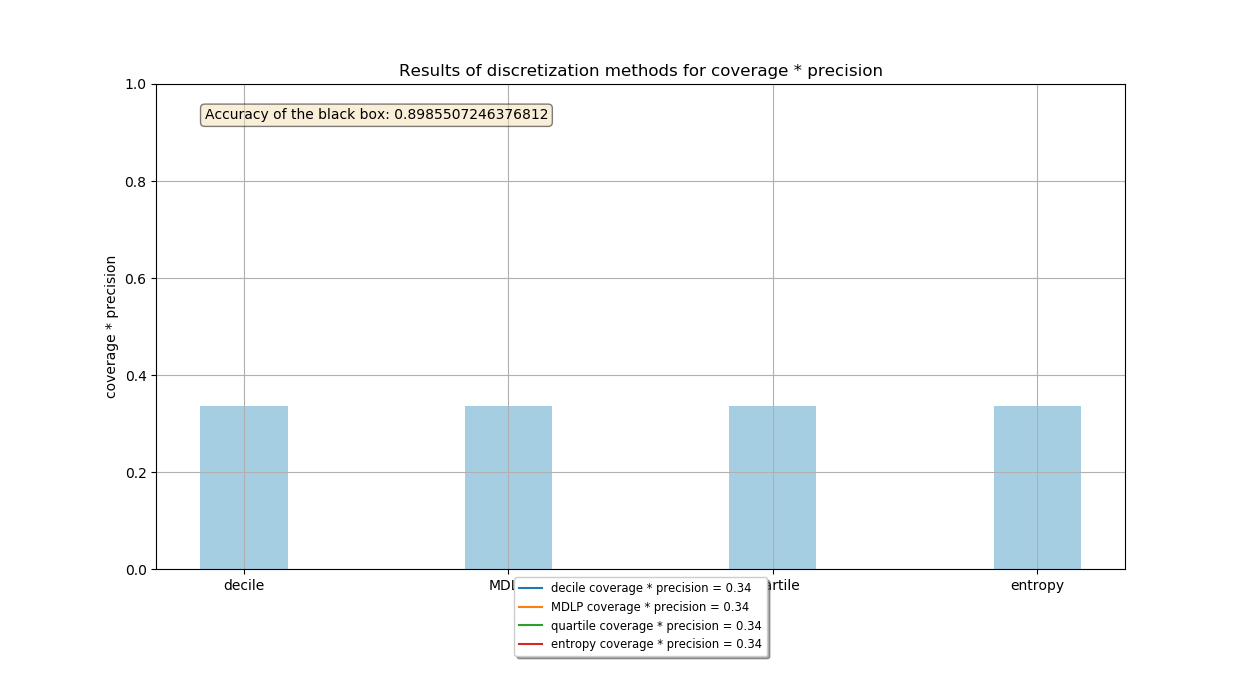 Results of discretization methods for coverage * precision
Accuracy of the black box: 0.8985507246376812
coverage * precision
1.0
0.8
0.6
0.4
0.2
0.0
decile
entropy
decile coverage * precision = 0.34
MDLP coverage * precision = 0.34
quartile coverage * precision = 0.34
entropy coverage * precision = 0.34